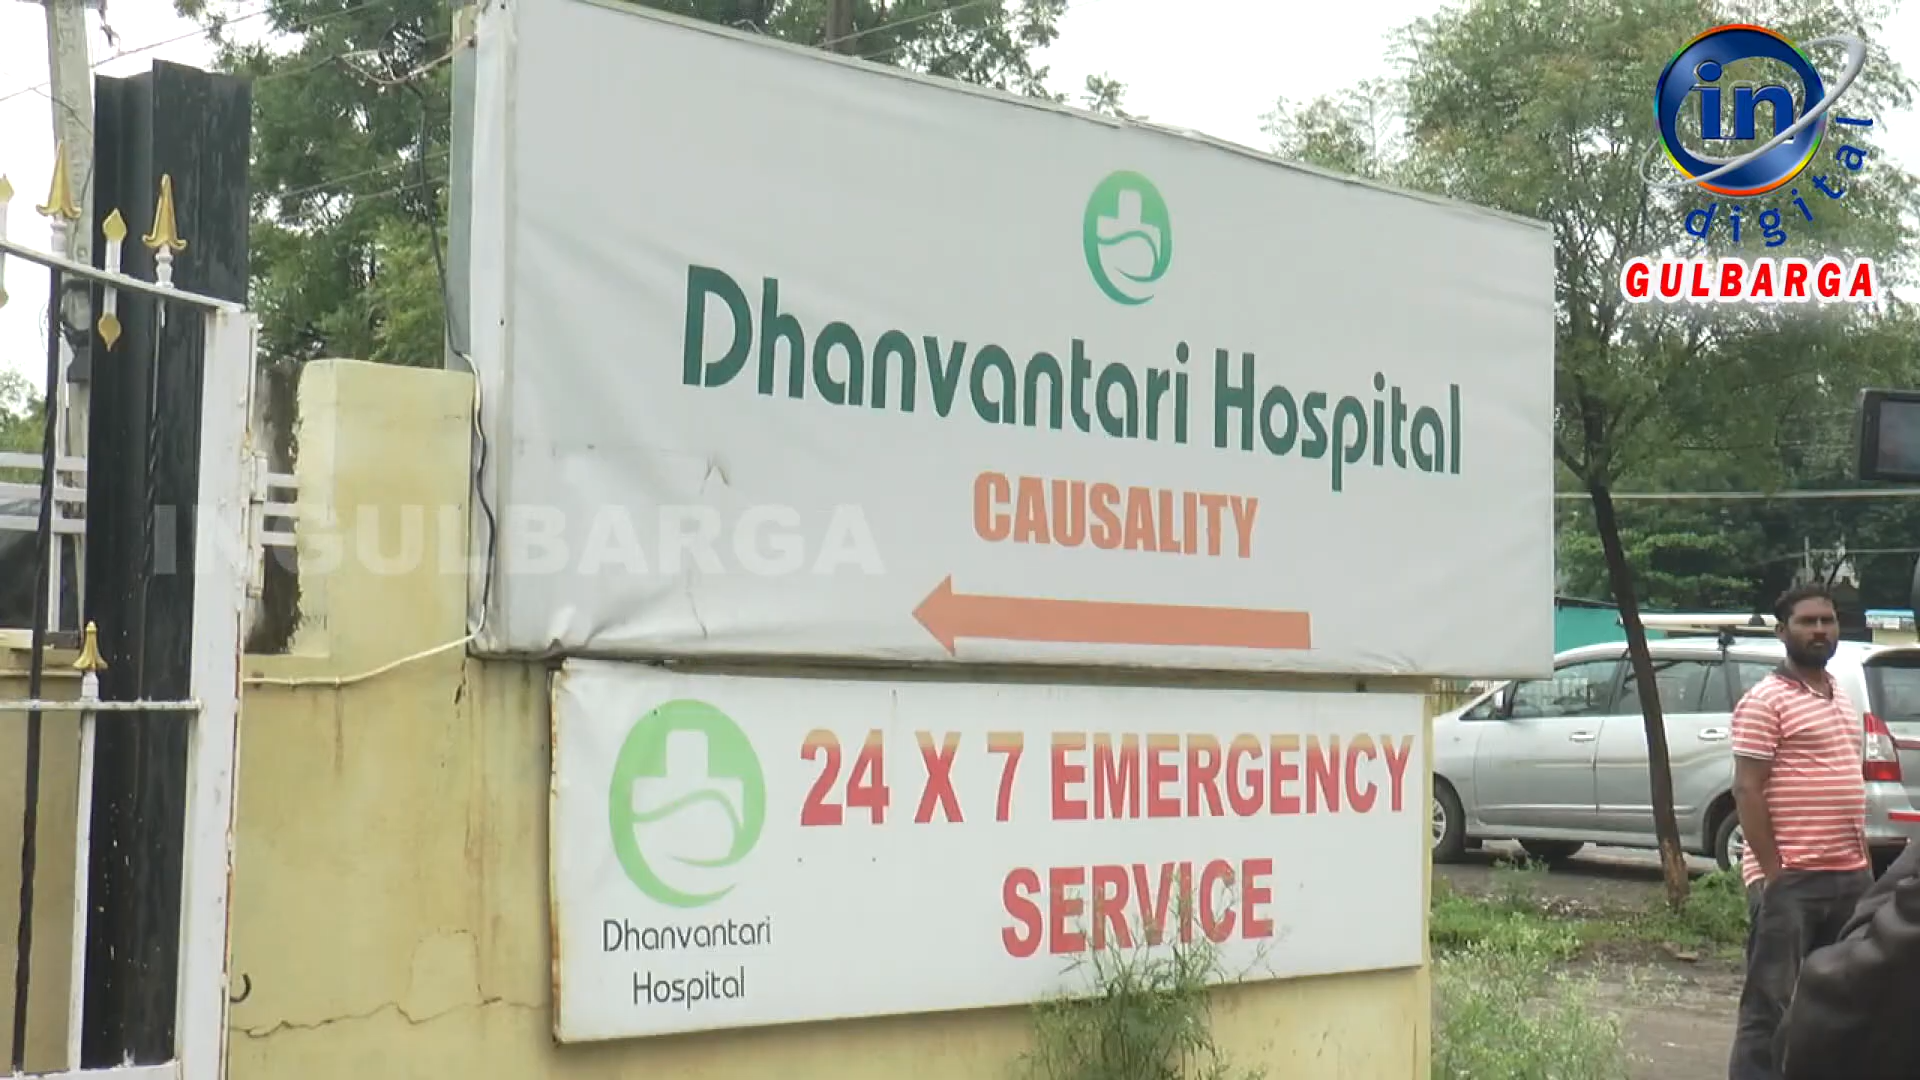 in
digital
GULBARGA
Dhanvantari Hospital
CAUSALITY
INGULBARGA
24 X 7 EMERGENCY
SERVICE
Dhanvantari
Hospital